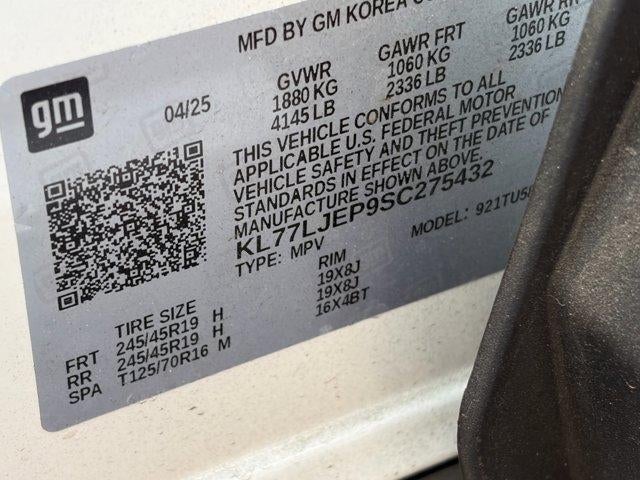 MFD BY GM KOREA CO
gm
04/25
GVWR
1880 KG
4145 LB
GAWR FRT
1060 KG
2336 LB
GAWR RR
1060 KG
2336 LB
THIS VEHICLE CONFORMS TO ALL
APPLICABLE U.S. FEDERAL MOTOR
VEHICLE SAFETY AND THEFT PREVENTION
STANDARDS IN EFFECT ON THE DATE OF
MANUFACTURE SHOWN ABOVE.
KL77LJEP9SC275432
TYPE: MPV
MODEL: 921TU5
TIRE SIZE RIM
FRT 245/45R19 H 19X8J
RR 245/45R19 H 19X8J
SPA T125/70R16 M 16X4BT